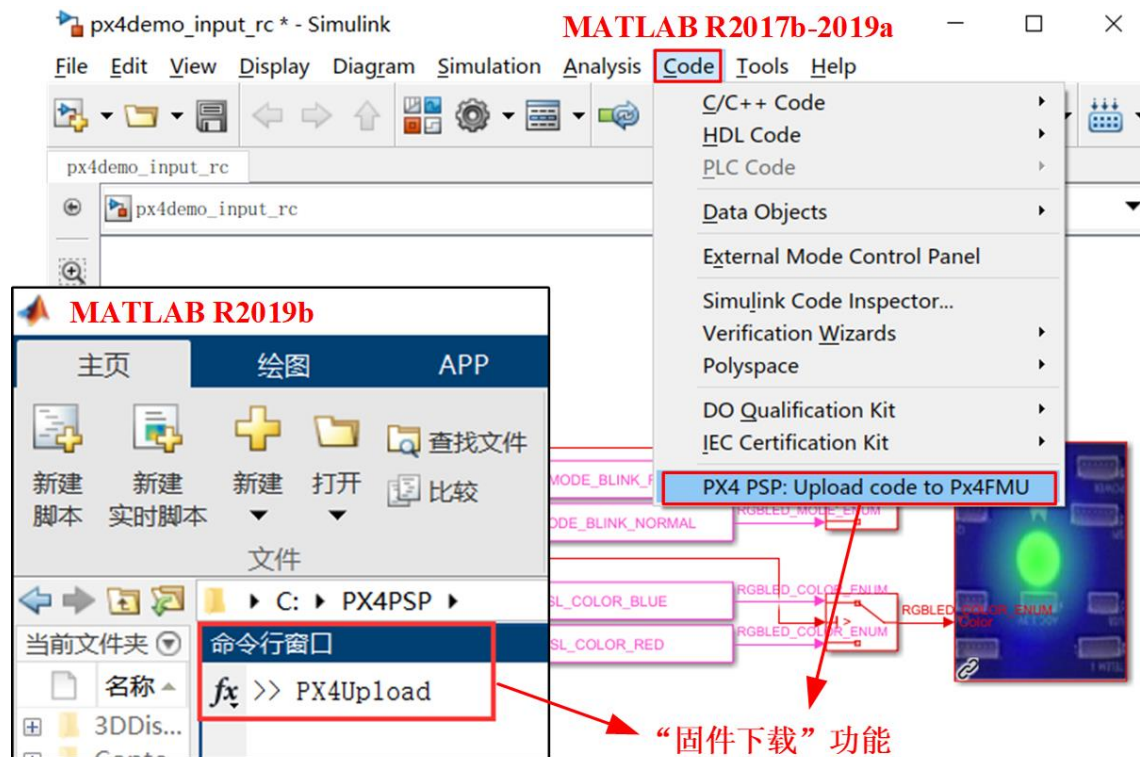 px4demo_input_rc * - Simulink
MATLAB R2017b-2019a
File Edit View Display Diagram Simulation Analysis Code Tools Help
C/C++ Code
HDL Code
PLC Code
Data Objects
External Mode Control Panel
Simulink Code Inspector...
Verification Wizards
Polyspace
DO Qualification Kit
IEC Certification Kit
PX4 PSP: Upload code to Px4FMU
px4demo_input_rc
px4demo_input_rc
MATLAB R2019b
主页 绘图 APP
新建脚本
新建实时脚本
新建
打开
查找文件
比较
文件
C: PX4PSP
当前文件夹
名称
3DDis...
命令行窗口
fx >> PX4Upload
MODE_BLINK_F
ODE_BLINK_NORMAL
RGBLED_MODE_ENUM
SL_COLOR_BLUE
SL_COLOR_RED
RGBLED_COLOR_ENUM
RGBLED_COLOR_ENUM
RGBLED_COLOR_ENUM
Color
“固件下载”功能